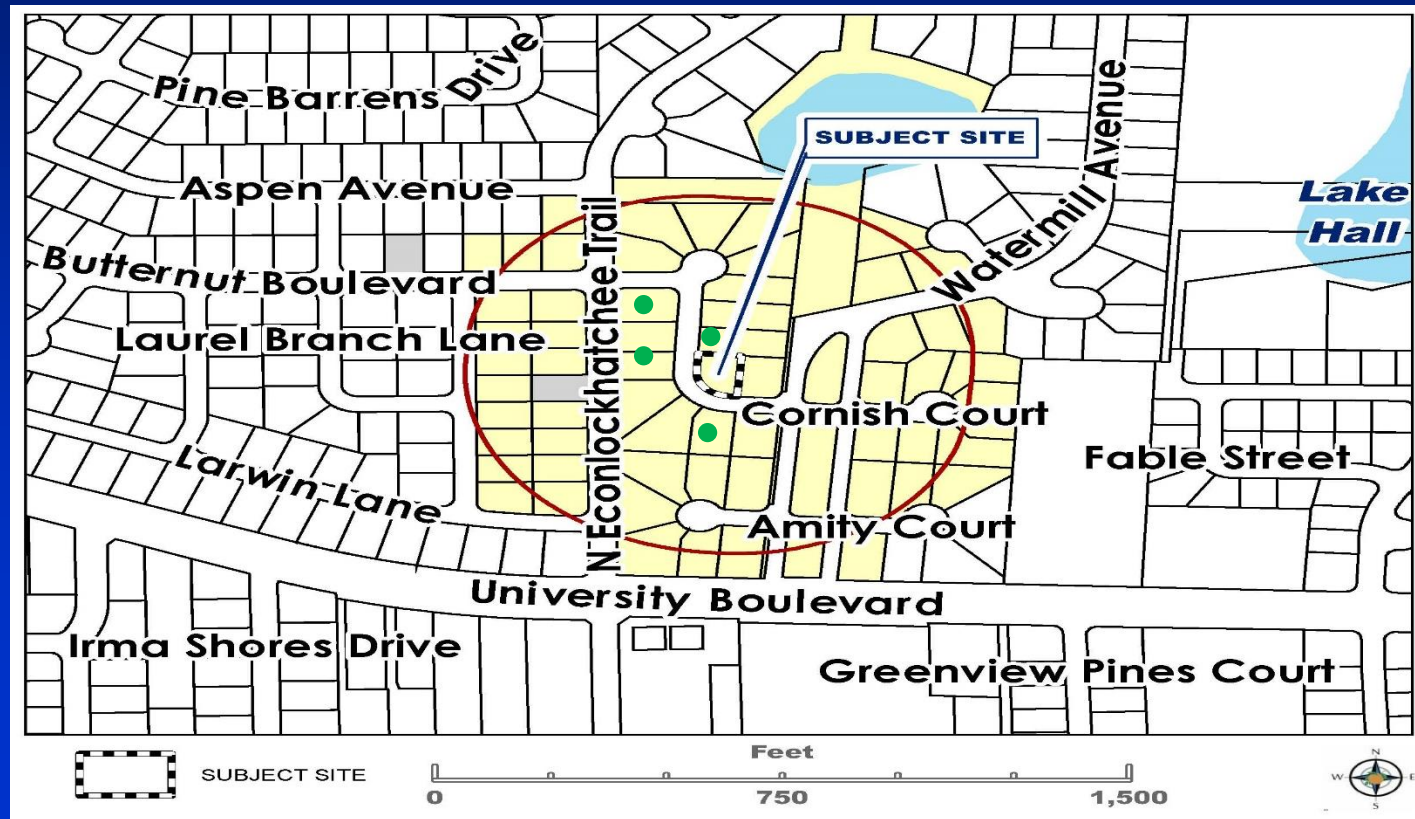 Pine Barrens Drive
Aspen Avenue
Butternut Boulevard
Laurel Branch Lane
Larwin Lane
N Econlockhatchee Trail
SUBJECT SITE
Watermill Avenue
Lake
Hall
Cornish Court
Fable Street
Amity Court
University Boulevard
Irma Shores Drive
Greenview Pines Court
SUBJECT SITE
Feet
0 750 1,500
N
W E
S